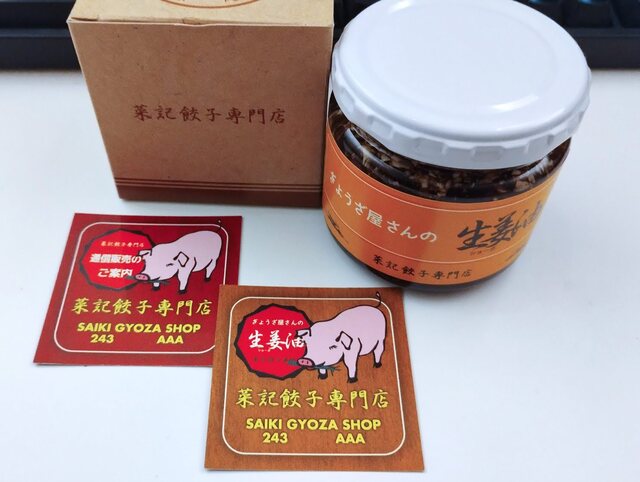 菜記餃子専門店
ぎょうざ屋さんの
生姜油
菜記餃子専門店
菜記餃子専門店
通信販売の
ご案内
菜記餃子専門店
SAIKI GYOZA SHOP
243 AAA
ぎょうざ屋さんの
生姜油
菜記餃子専門店
SAIKI GYOZA SHOP
243 AAA